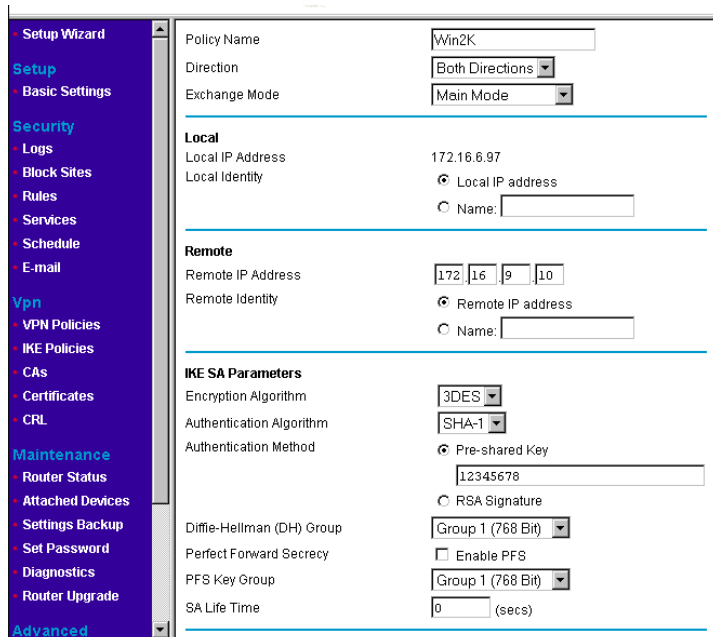 Setup Wizard
Setup
Basic Settings
Security
Logs
Block Sites
Rules
Services
Schedule
E-mail
Vpn
VPN Policies
IKE Policies
CAs
Certificates
CRL
Maintenance
Router Status
Attached Devices
Settings Backup
Set Password
Diagnostics
Router Upgrade
Advanced
Policy Name Win2K
Direction Both Directions
Exchange Mode Main Mode
Local
Local IP Address 172.16.6.97
Local Identity Local IP address
Name:
Remote
Remote IP Address 172 . 16 . 9 . 10
Remote Identity Remote IP address
Name:
IKE SA Parameters
Encryption Algorithm 3DES
Authentication Algorithm SHA-1
Authentication Method Pre-shared Key
12345678
RSA Signature
Diffie-Hellman (DH) Group Group 1 (768 Bit)
Perfect Forward Secrecy Enable PFS
PFS Key Group Group 1 (768 Bit)
SA Life Time 0 (secs)